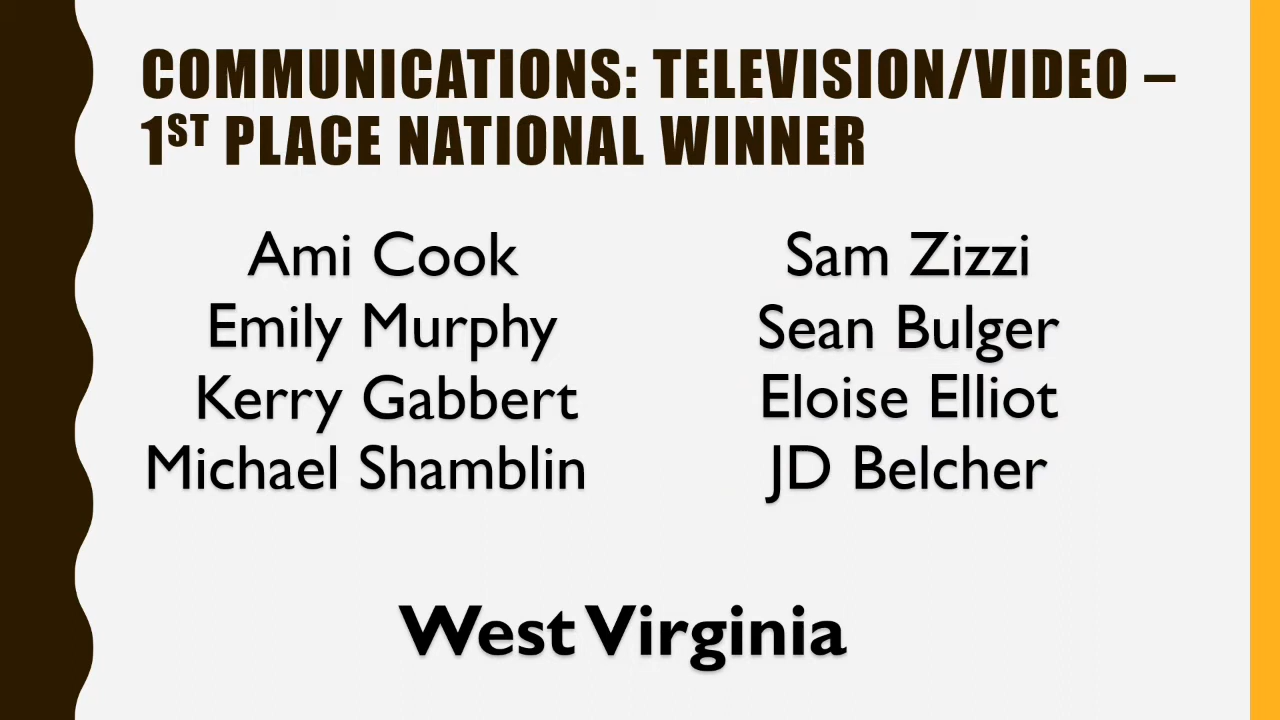 COMMUNICATIONS: TELEVISION/VIDEO –
1ST PLACE NATIONAL WINNER
Ami Cook
Emily Murphy
Kerry Gabbert
Michael Shamblin
Sam Zizzi
Sean Bulger
Eloise Elliot
JD Belcher
West Virginia